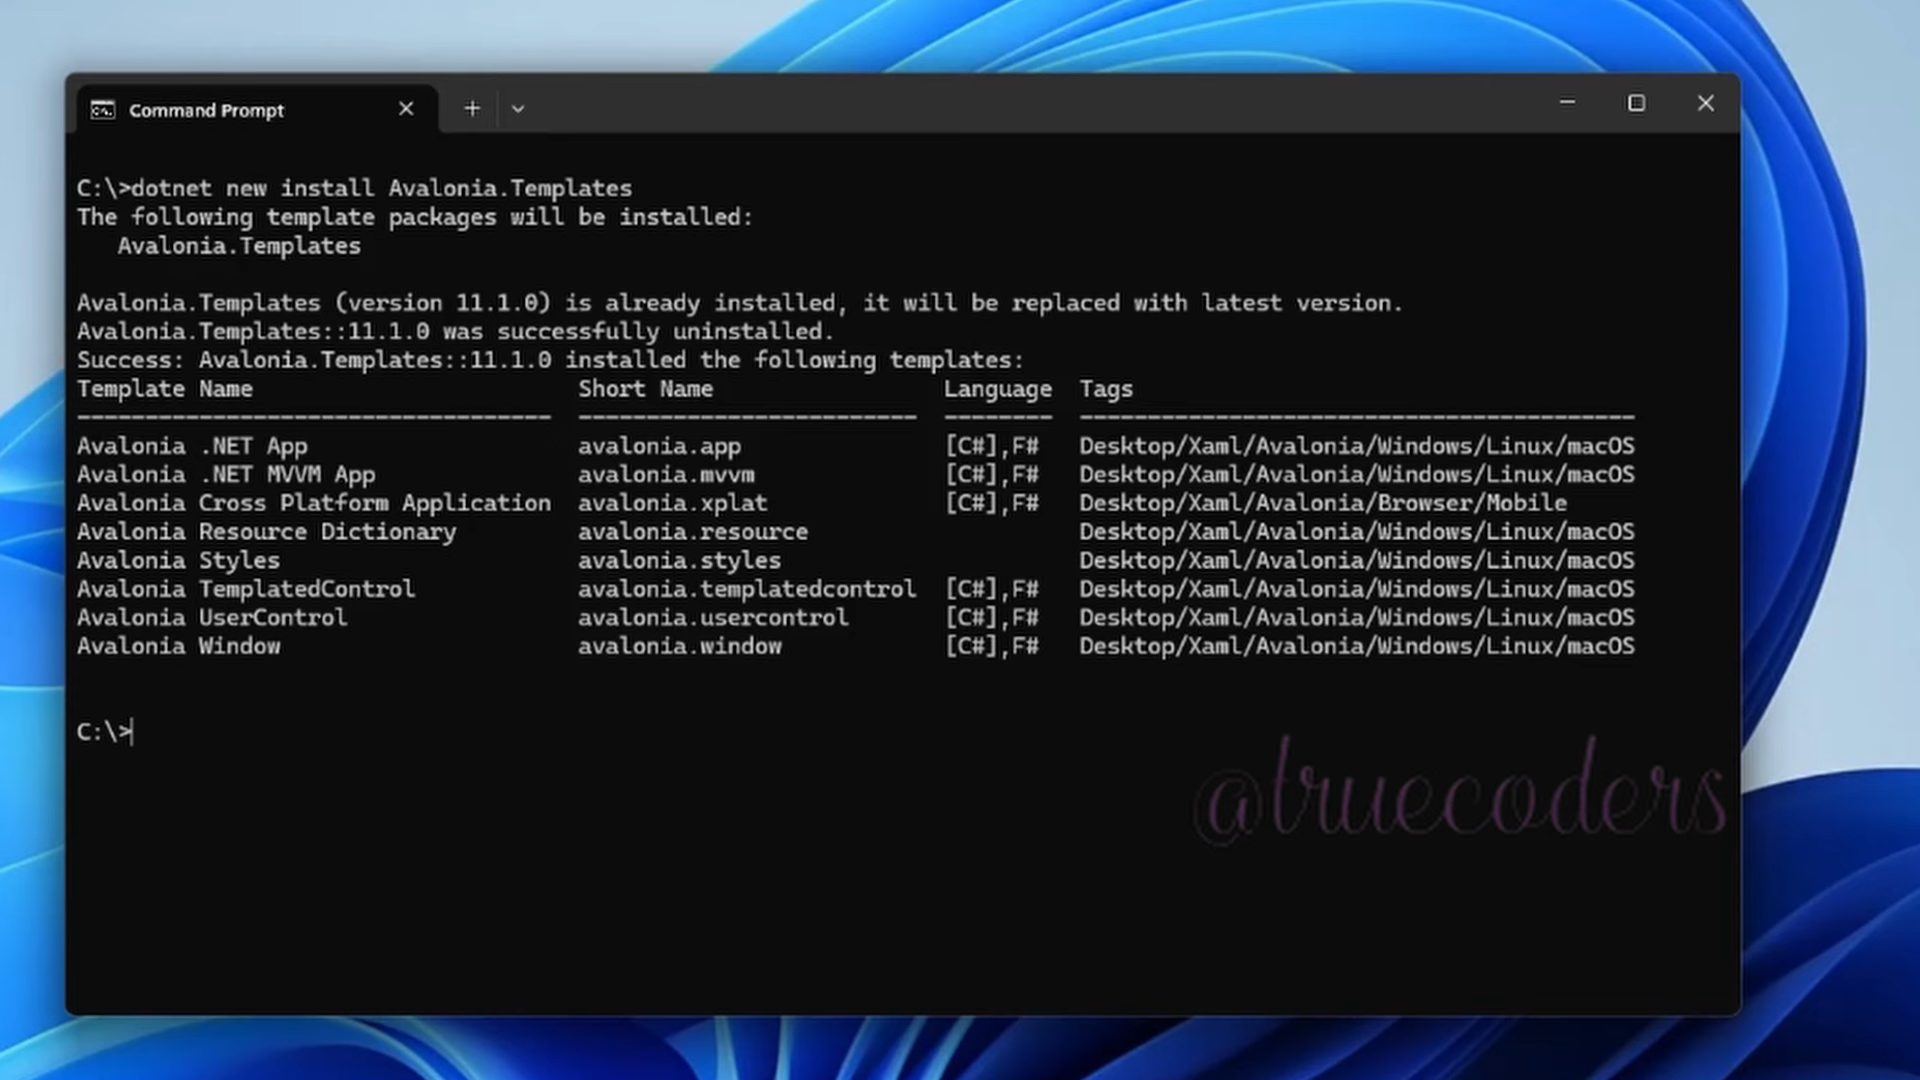 Command Prompt
C:\>dotnet new install Avalonia.Templates
The following template packages will be installed:
Avalonia.Templates
Avalonia.Templates (version 11.1.0) is already installed, it will be replaced with latest version.
Avalonia.Templates::11.1.0 was successfully uninstalled.
Success: Avalonia.Templates::11.1.0 installed the following templates:
Template Name Short Name Language Tags
Avalonia .NET App avalonia.app [C#],F# Desktop/Xaml/Avalonia/Windows/Linux/macOS
Avalonia .NET MVVM App avalonia.mvvm [C#],F# Desktop/Xaml/Avalonia/Windows/Linux/macOS
Avalonia Cross Platform Application avalonia.xplat [C#],F# Desktop/Xaml/Avalonia/Browser/Mobile
Avalonia Resource Dictionary avalonia.resource Desktop/Xaml/Avalonia/Windows/Linux/macOS
Avalonia Styles avalonia.styles Desktop/Xaml/Avalonia/Windows/Linux/macOS
Avalonia TemplatedControl avalonia.templatedcontrol [C#],F# Desktop/Xaml/Avalonia/Windows/Linux/macOS
Avalonia UserControl avalonia.usercontrol [C#],F# Desktop/Xaml/Avalonia/Windows/Linux/macOS
Avalonia Window avalonia.window [C#],F# Desktop/Xaml/Avalonia/Windows/Linux/macOS
C:\>
@truecoders